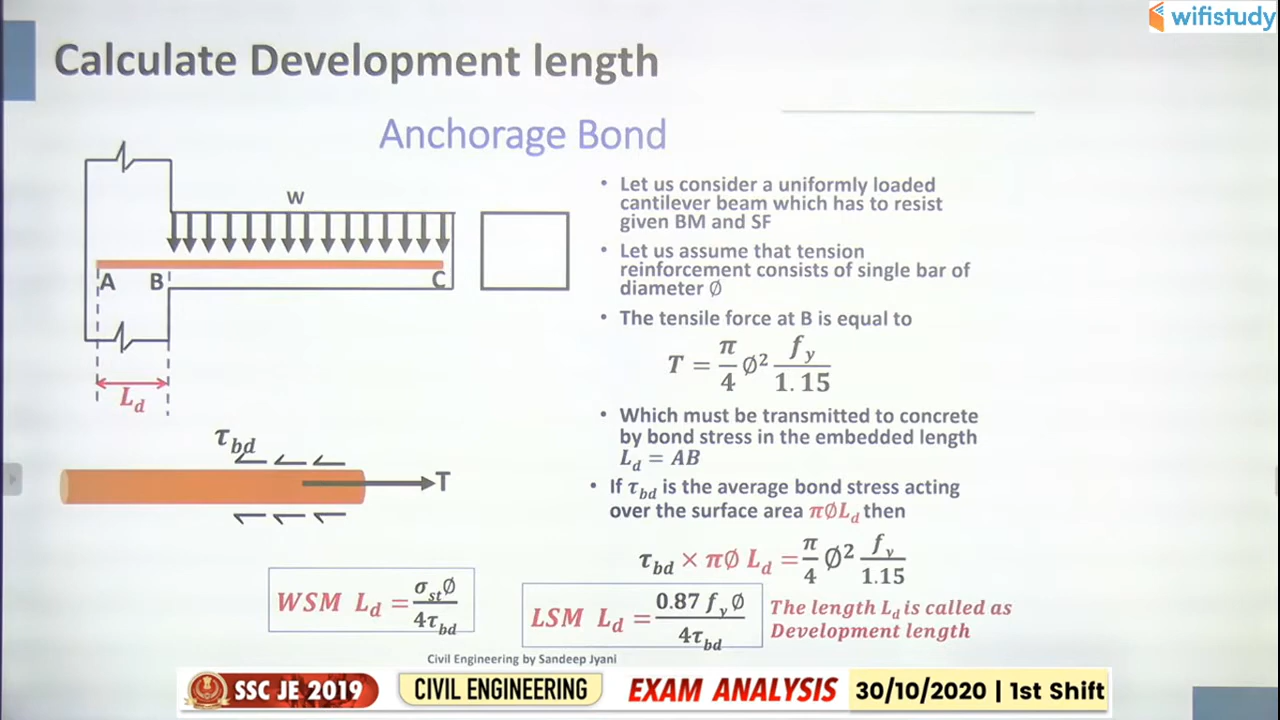 wifistudy
Calculate Development length
Anchorage Bond
W
A
B
C
L_d
τ_bd
T
• Let us consider a uniformly loaded
cantilever beam which has to resist
given BM and SF
• Let us assume that tension
reinforcement consists of single bar of
diameter ∅
• The tensile force at B is equal to
T = π/4 ∅² f_y/1.15
• Which must be transmitted to concrete
by bond stress in the embedded length
L_d = AB
• If τ_bd is the average bond stress acting
over the surface area π∅L_d then
τ_bd × π∅ L_d = π/4 ∅² f_y/1.15
WSM L_d = σ_st∅/4τ_bd
LSM L_d = 0.87 f_y∅/4τ_bd
The length L_d is called as
Development length
Civil Engineering by Sandeep Jyani
SSC JE 2019
CIVIL ENGINEERING
EXAM ANALYSIS
30/10/2020 | 1st Shift